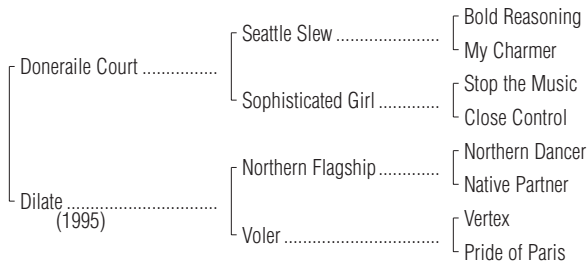 Bold Reasoning
Seattle Slew ....................
My Charmer
Doneraile Court ...............
Stop the Music
Sophisticated Girl ............
Close Control
Northern Dancer
Northern Flagship ............
Native Partner
Dilate ..............................
(1995)
Vertex
Voler ...............................
Pride of Paris